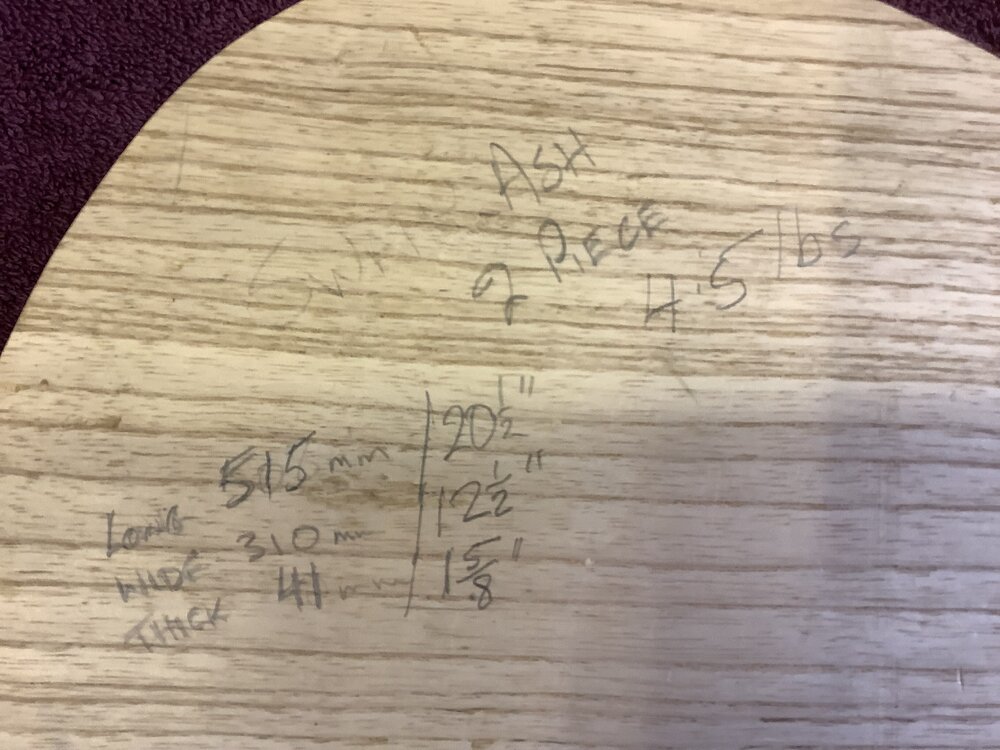 ASH
2 PIECE
4.5 lbs
LONG 515 mm | 20 1/2"
WIDE 310 mm | 12 1/2"
THICK 41 mm | 1 5/8"